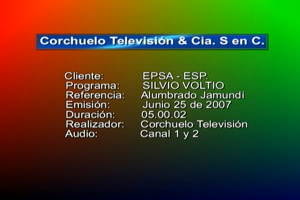 Corchuelo Televisión & Cia. S en C.
Cliente: EPSA - ESP.
Programa: SILVIO VOLTIO
Referencia: Alumbrado Jamundí
Emisión: Junio 25 de 2007
Duración: 05.00.02
Realizador: Corchuelo Televisión
Audio: Canal 1 y 2